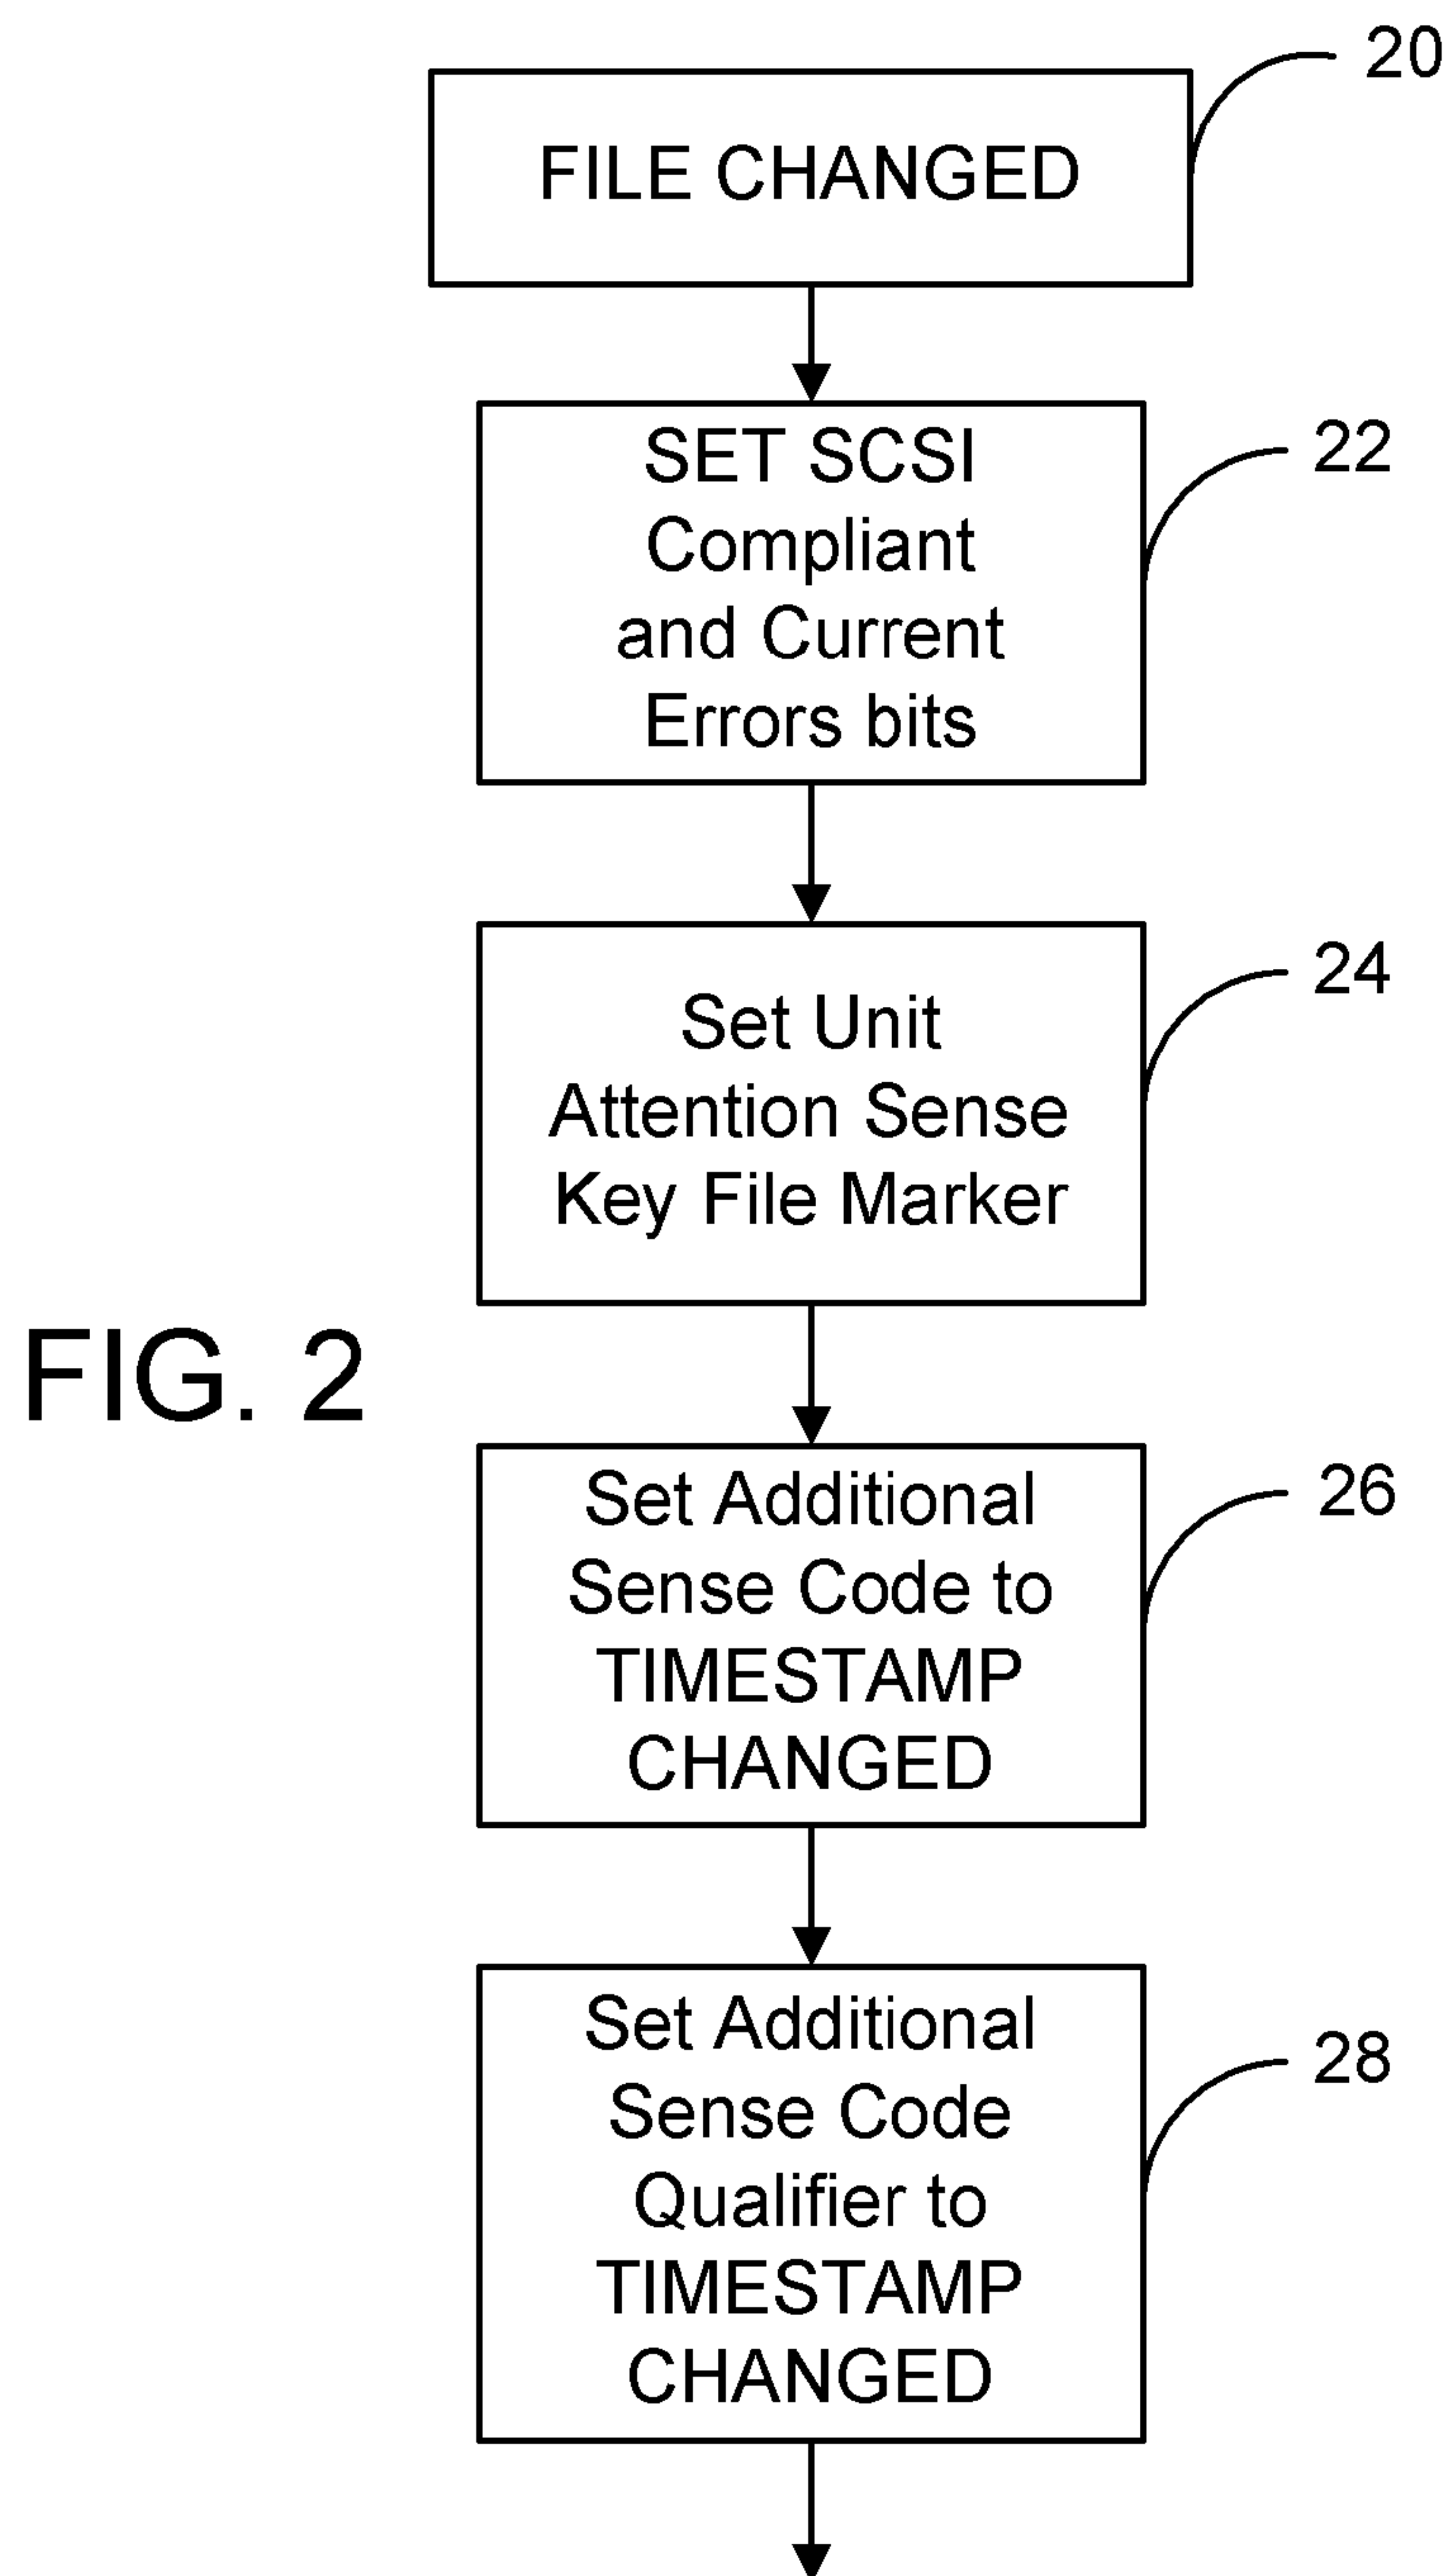 20
FILE CHANGED
22
SET SCSI
Compliant
and Current
Errors bits
24
Set Unit
Attention Sense
Key File Marker
FIG. 2
26
Set Additional
Sense Code to
TIMESTAMP
CHANGED
28
Set Additional
Sense Code
Qualifier to
TIMESTAMP
CHANGED